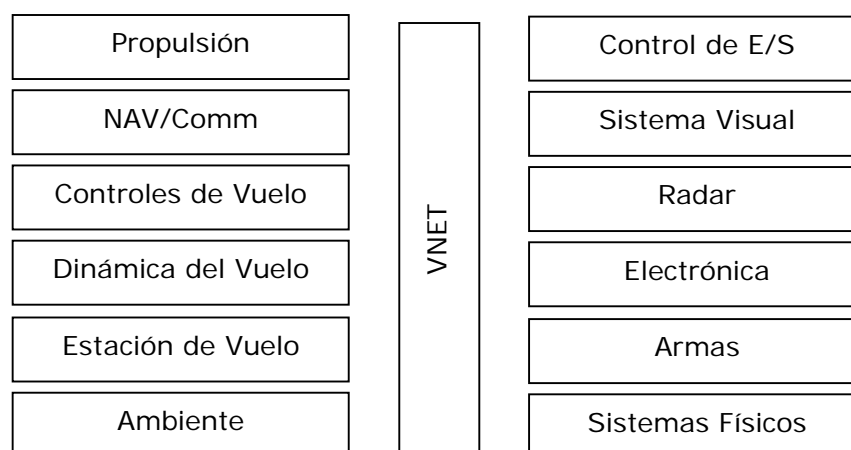 Propulsión
NAV/Comm
Controles de Vuelo
Dinámica del Vuelo
Estación de Vuelo
Ambiente
VNET
Control de E/S
Sistema Visual
Radar
Electrónica
Armas
Sistemas Físicos